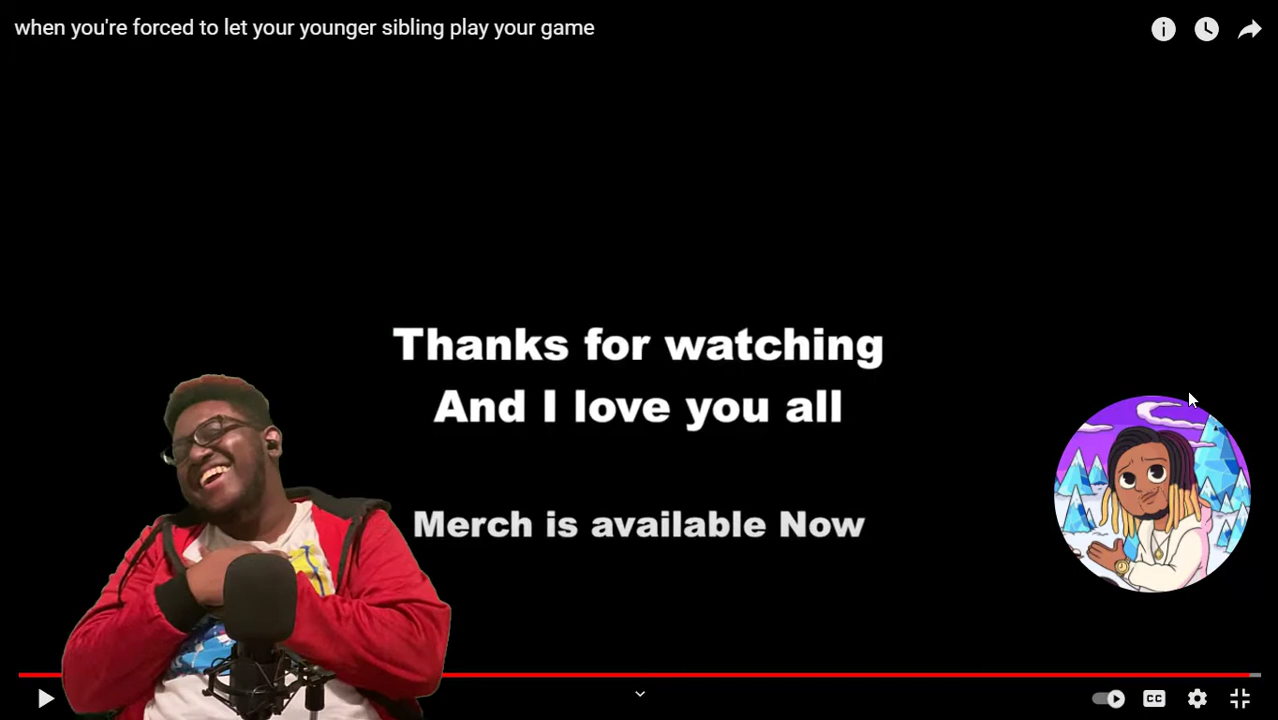 when you're forced to let your younger sibling play your game
Thanks for watching
And I love you all
Merch is available Now
CC